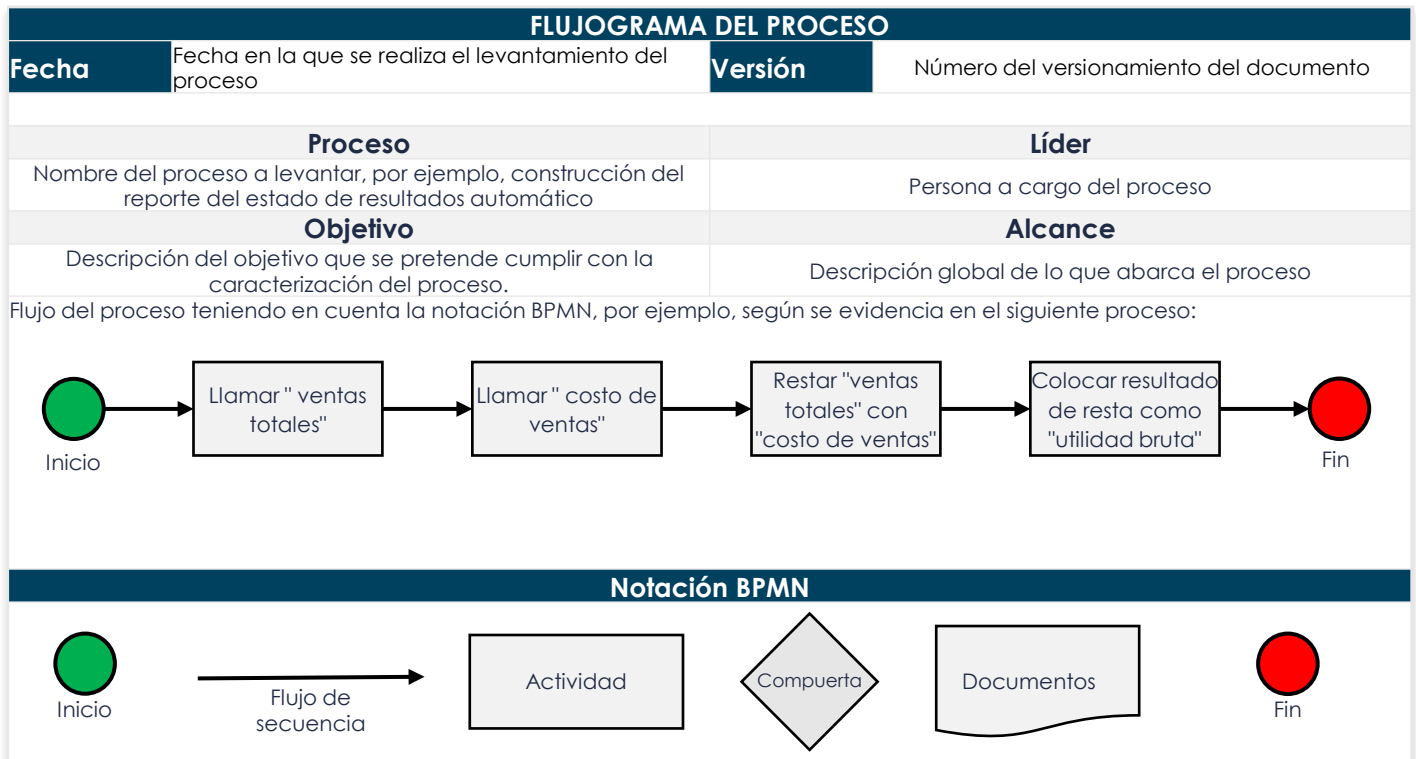 FLUJOGRAMA DEL PROCESO
Fecha
Fecha en la que se realiza el levantamiento del
proceso
Versión
Número del versionamiento del documento
Proceso
Líder
Nombre del proceso a levantar, por ejemplo, construcción del
reporte del estado de resultados automático
Persona a cargo del proceso
Objetivo
Alcance
Descripción del objetivo que se pretende cumplir con la
caracterización del proceso.
Descripción global de lo que abarca el proceso
Flujo del proceso teniendo en cuenta la notación BPMN, por ejemplo, según se evidencia en el siguiente proceso:
Inicio
Llamar " ventas
totales"
Llamar " costo de
ventas"
Restar "ventas
totales" con
"costo de ventas"
Colocar resultado
de resta como
"utilidad bruta"
Fin
Notación BPMN
Inicio
Flujo de
secuencia
Actividad
Compuerta
Documentos
Fin